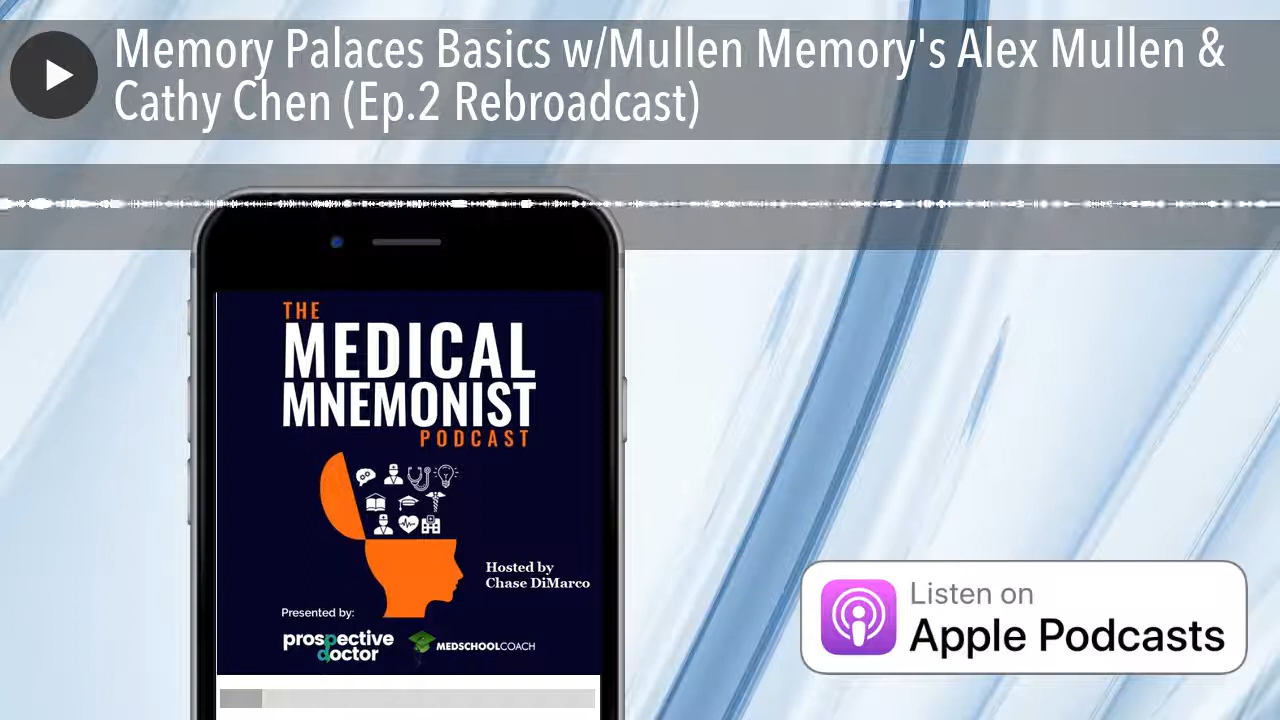 Memory Palaces Basics w/Mullen Memory's Alex Mullen &
Cathy Chen (Ep.2 Rebroadcast)
THE
MEDICAL
MNEMONIST
PODCAST
Hosted by
Chase DiMarco
Presented by:
prospective
doctor
MEDSCHOOLCOACH
Listen on
Apple Podcasts